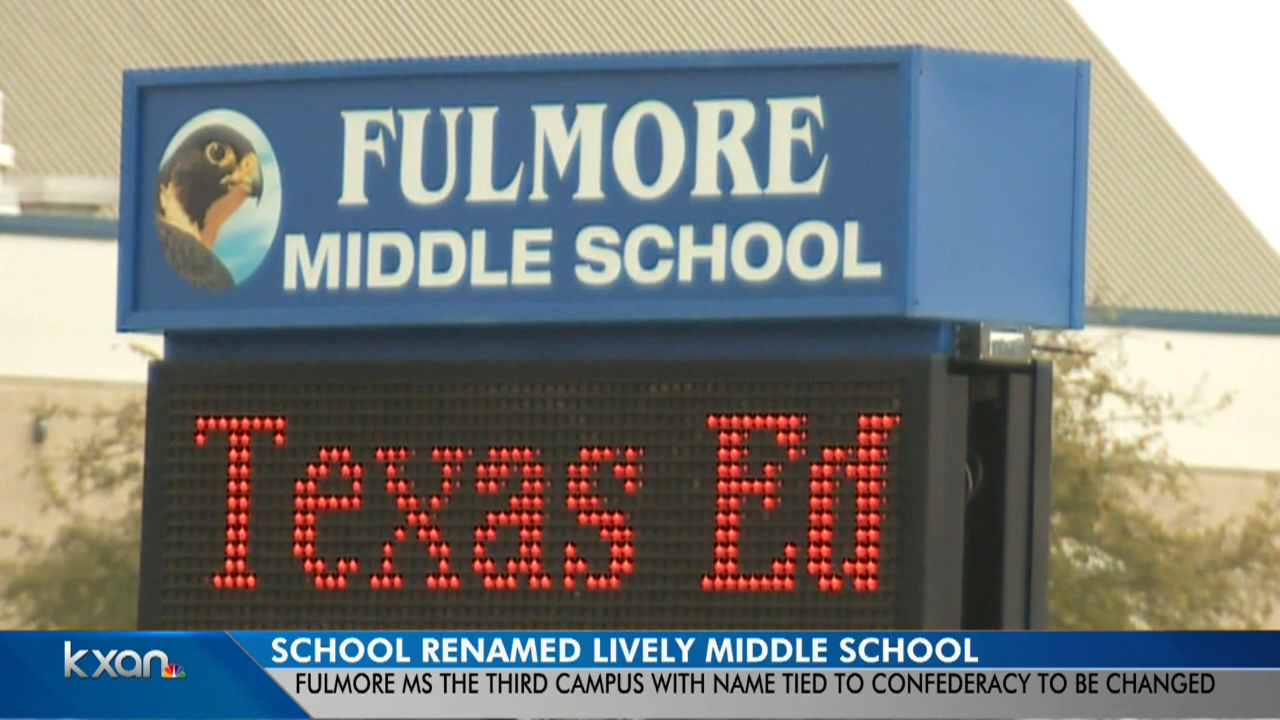 FULMORE
MIDDLE SCHOOL
Texas Ed
kxan
SCHOOL RENAMED LIVELY MIDDLE SCHOOL
FULMORE MS THE THIRD CAMPUS WITH NAME TIED TO CONFEDERACY TO BE CHANGED